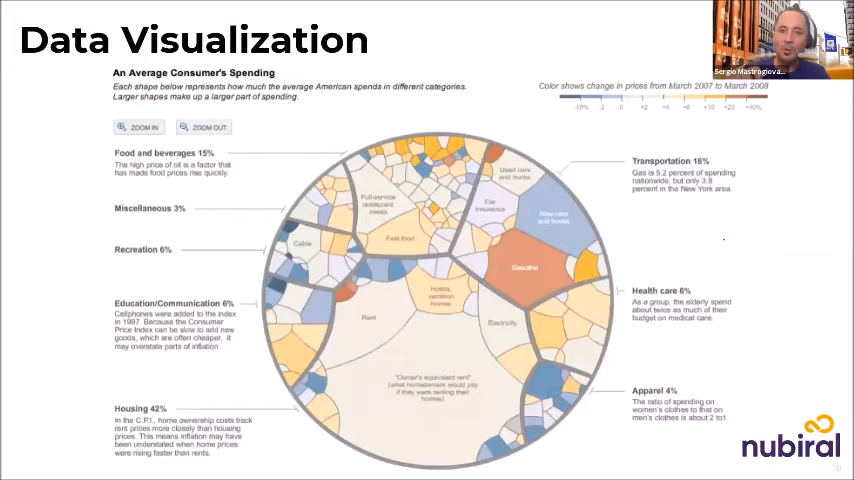 Data Visualization
Sergio Mastrogiova...
An Average Consumer's Spending
Each shape below represents how much the average American spends in different categories.
Larger shapes make up a larger part of spending.
Color shows change in prices from March 2007 to March 2008
-10% -2 0 +2 +4 +8 +10 +20 +40%
ZOOM IN
ZOOM OUT
Food and beverages 15%
The high price of oil is a factor that
has made food prices rise quickly.
Miscellaneous 3%
Recreation 6%
Education/Communication 6%
Cellphones were added to the index
in 1997. Because the Consumer
Price Index can be slow to add new
goods, which are often cheaper, it
may overstate parts of inflation.
Housing 42%
In the C.P.I., home ownership costs track
rent prices more closely than housing
prices. This means inflation may have
been understated when home prices
were rising faster than rents.
Used cars
and trucks
Full-service
restaurant
meals
Car
insurance
New cars
and trucks
Fast food
Cable
Gasoline
Hotels,
vacation
homes
Rent
Electricity
"Owner's equivalent rent"
(what homeowner would pay
if they were renting their
homes)
Transportation 18%
Gas is 5.2 percent of spending
nationwide, but only 3.8
percent in the New York area.
Health care 6%
As a group, the elderly spend
about twice as much of their
budget on medical care.
Apparel 4%
The ratio of spending on
women's clothes to that on
men's clothes is about 2 to1.
nubiral